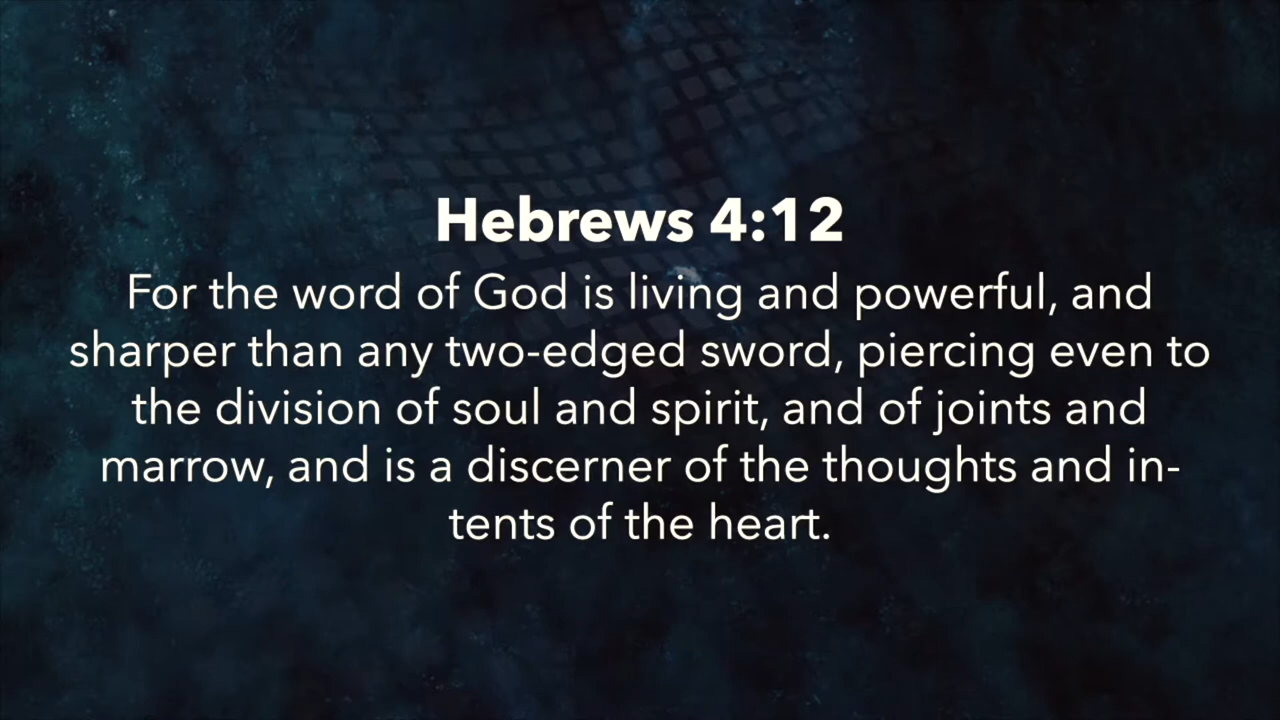 Hebrews 4:12
For the word of God is living and powerful, and
sharper than any two-edged sword, piercing even to
the division of soul and spirit, and of joints and
marrow, and is a discerner of the thoughts and in-
tents of the heart.